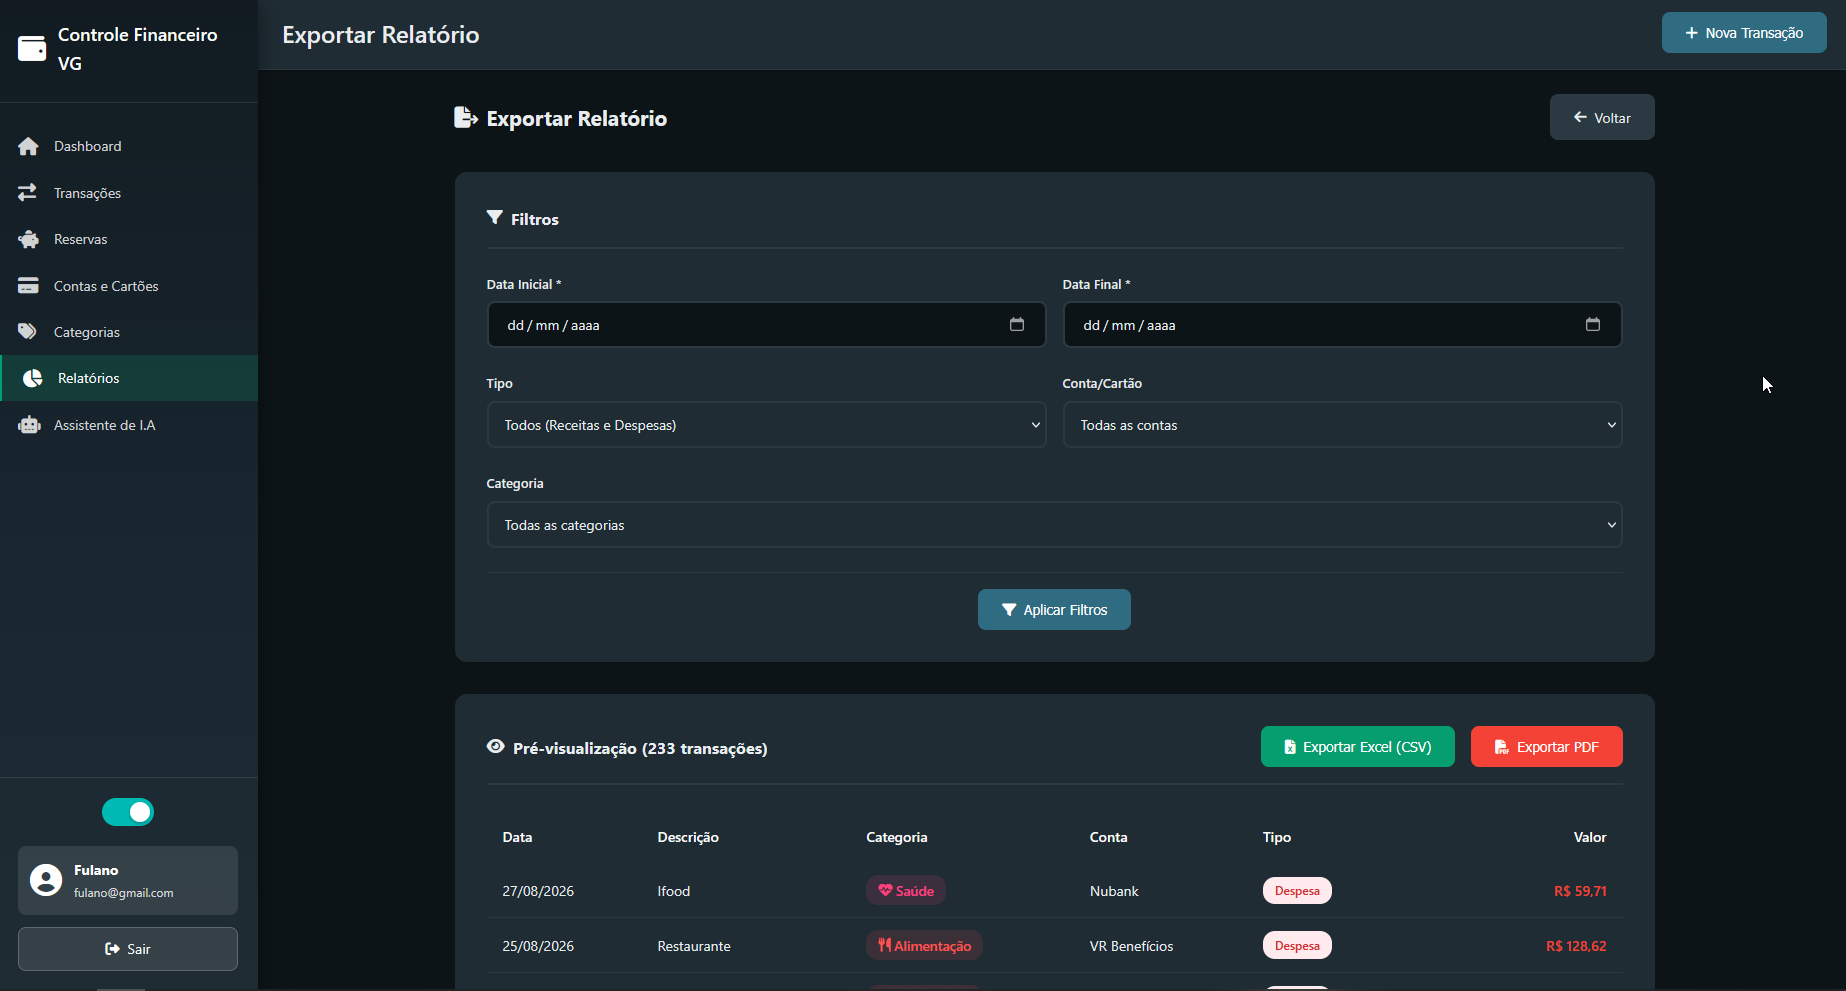 Controle Financeiro
VG
Exportar Relatório
+ Nova Transação
Dashboard
Transações
Reservas
Contas e Cartões
Categorias
Relatórios
Assistente de I.A
Fulano
fulano@gmail.com
Sair
Exportar Relatório
Voltar
Filtros
Data Inicial *
Data Final *
dd / mm / aaaa
dd / mm / aaaa
Tipo
Conta/Cartão
Todos (Receitas e Despesas)
Todas as contas
Categoria
Todas as categorias
Aplicar Filtros
Pré-visualização (233 transações)
Exportar Excel (CSV)
Exportar PDF
Data Descrição Categoria Conta Tipo Valor
27/08/2026 Ifood Saúde Nubank Despesa R$ 59,71
25/08/2026 Restaurante Alimentação VR Benefícios Despesa R$ 128,62